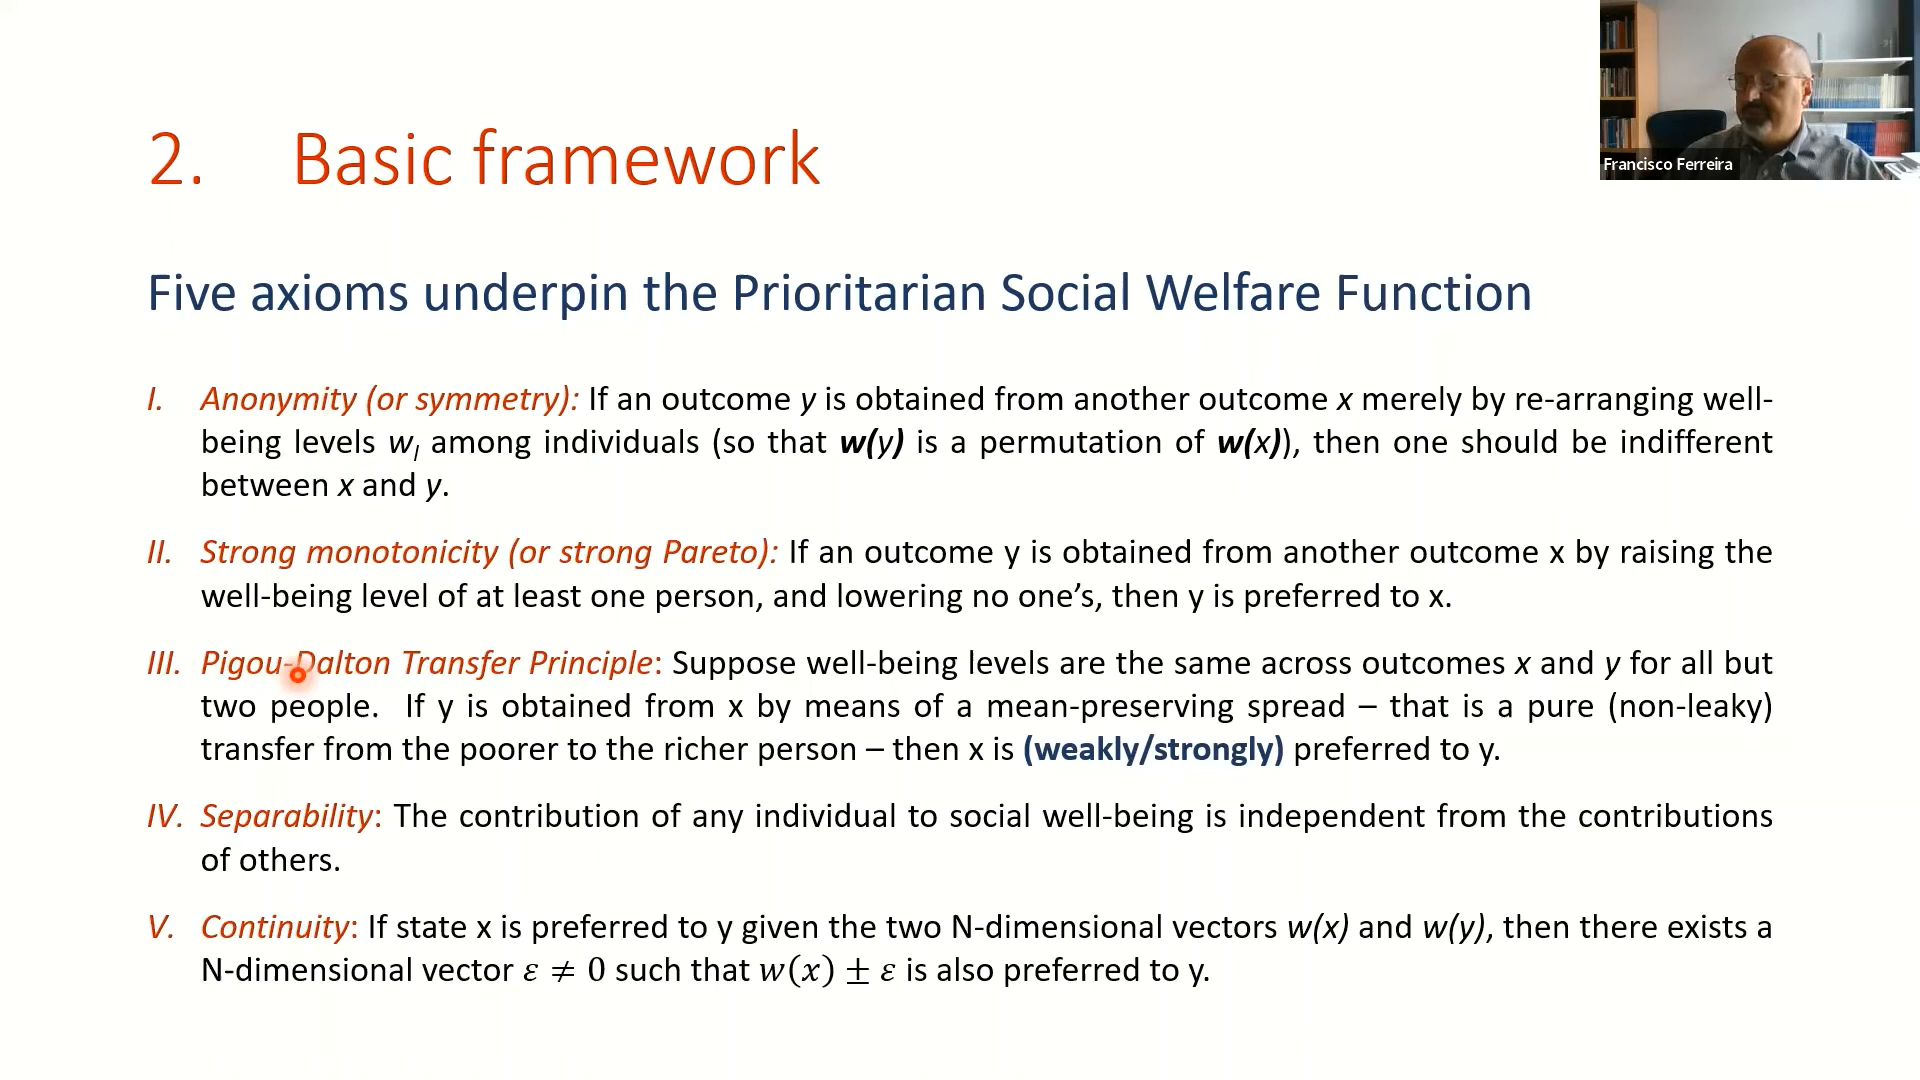 2. Basic framework
Francisco Ferreira
Five axioms underpin the Prioritarian Social Welfare Function
I. Anonymity (or symmetry): If an outcome y is obtained from another outcome x merely by re-arranging well-
being levels w_I among individuals (so that w(y) is a permutation of w(x)), then one should be indifferent
between x and y.
II. Strong monotonicity (or strong Pareto): If an outcome y is obtained from another outcome x by raising the
well-being level of at least one person, and lowering no one’s, then y is preferred to x.
III. Pigou-Dalton Transfer Principle: Suppose well-being levels are the same across outcomes x and y for all but
two people. If y is obtained from x by means of a mean-preserving spread – that is a pure (non-leaky)
transfer from the poorer to the richer person – then x is (weakly/strongly) preferred to y.
IV. Separability: The contribution of any individual to social well-being is independent from the contributions
of others.
V. Continuity: If state x is preferred to y given the two N-dimensional vectors w(x) and w(y), then there exists a
N-dimensional vector ε ≠ 0 such that w(x) ± ε is also preferred to y.